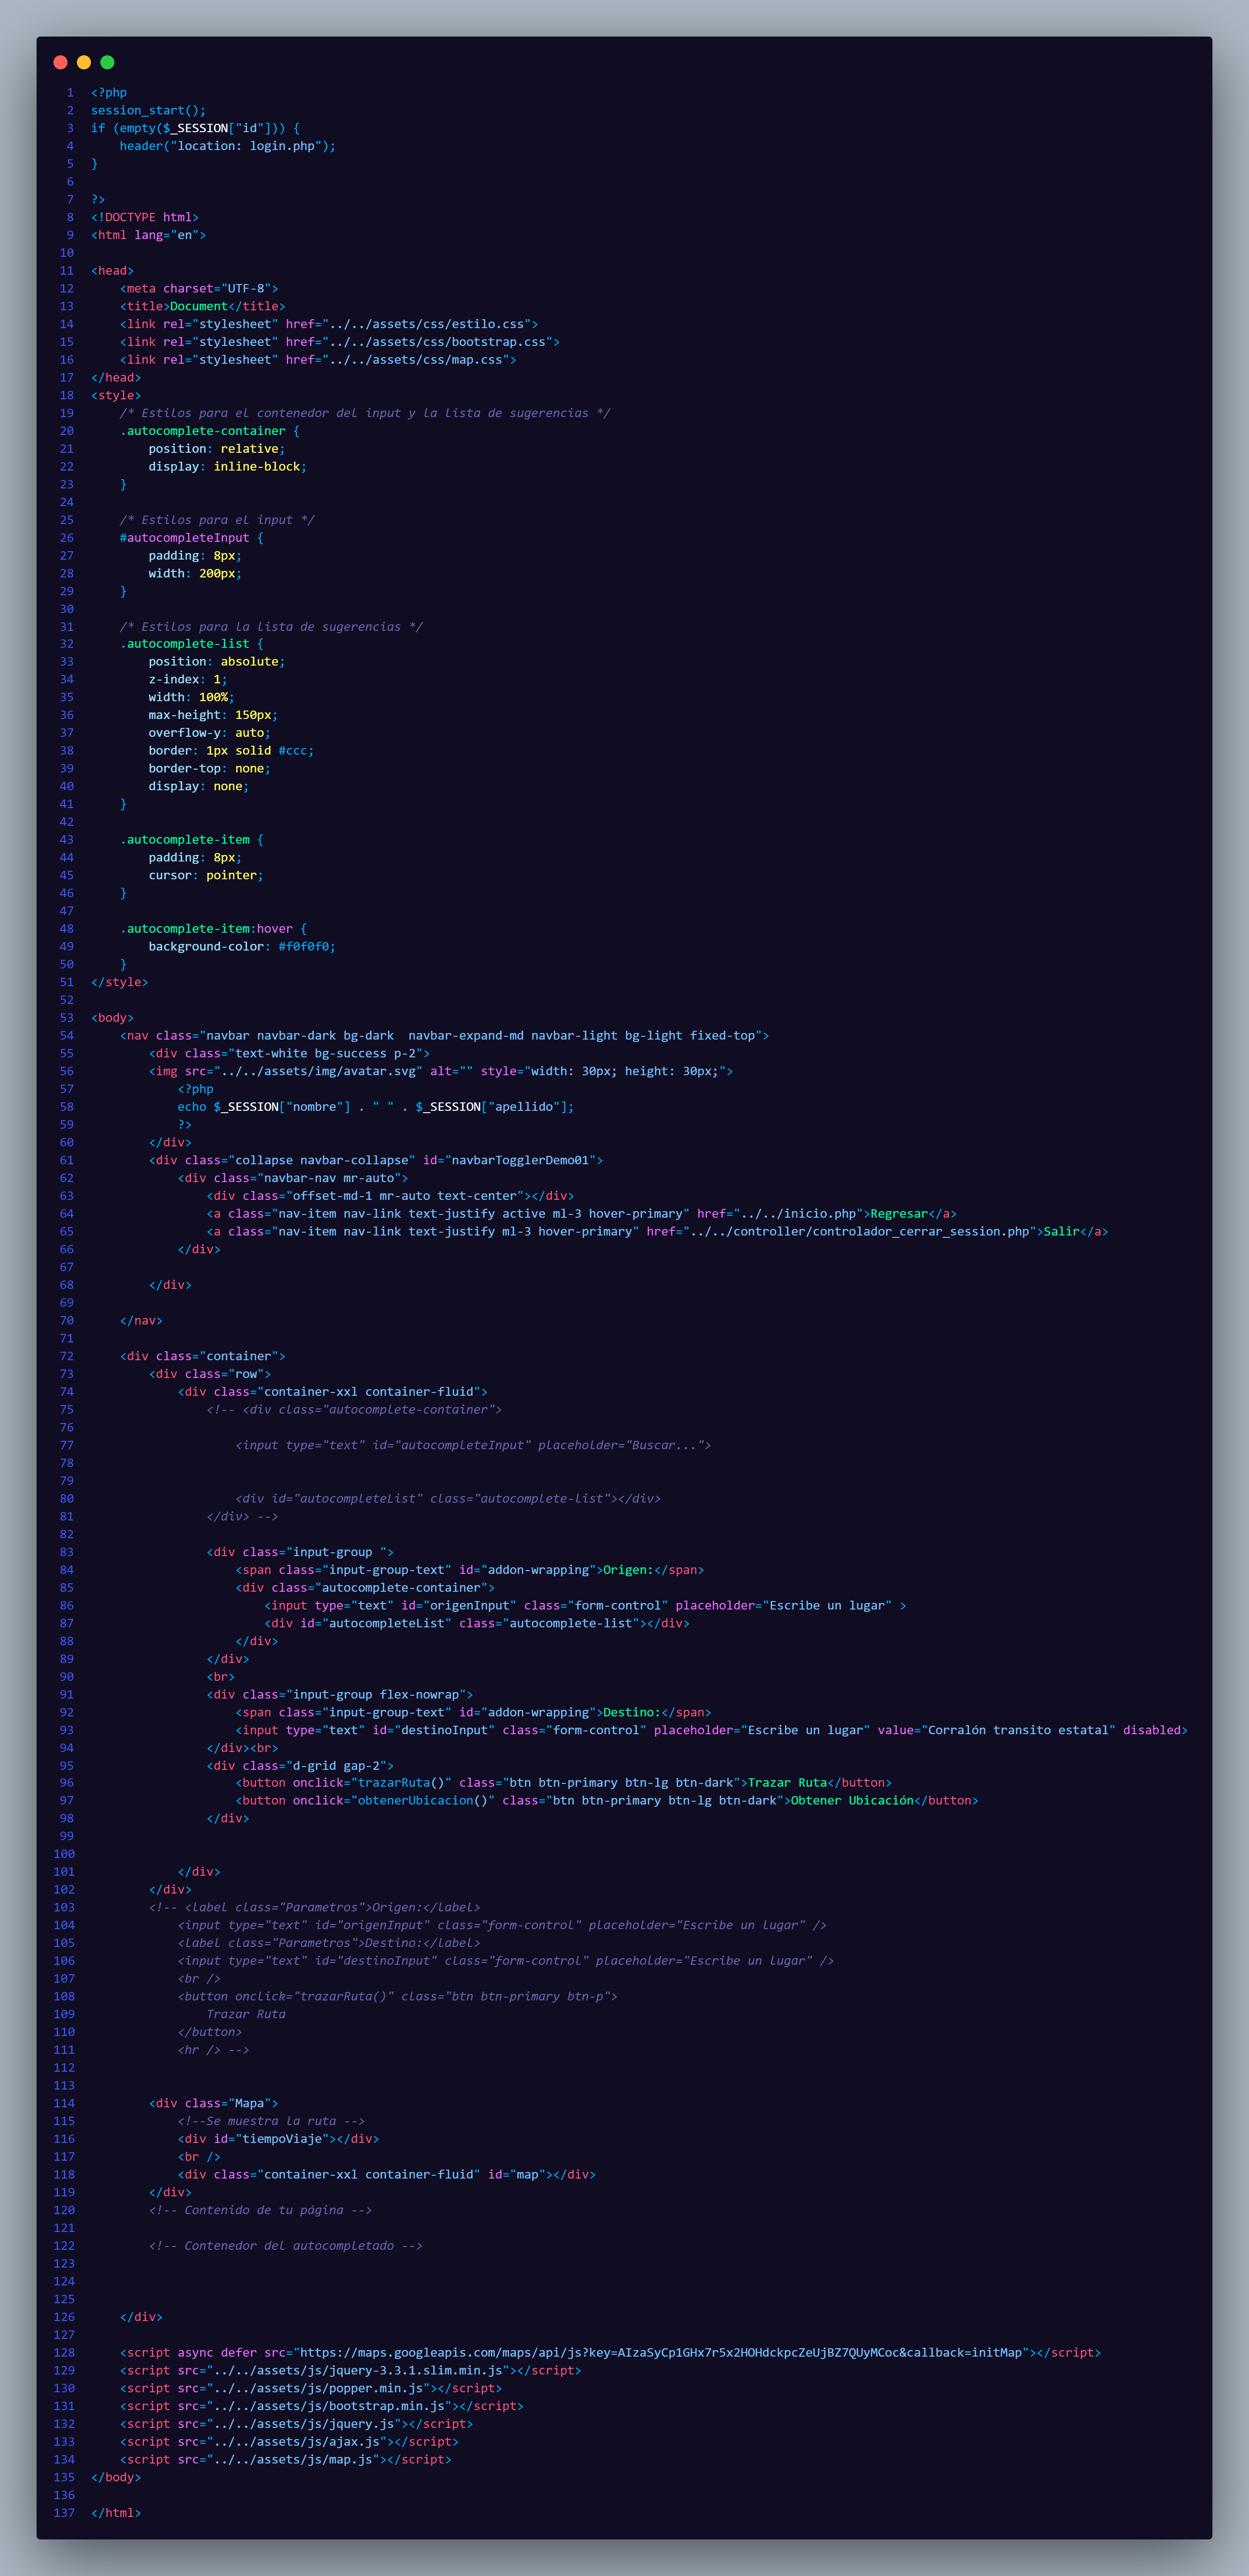 1 <?php
2 session_start();
3 if (empty($_SESSION["id"])) {
4     header("location: login.php");
5 }
6
7 ?>
8 <!DOCTYPE html>
9 <html lang="en">
10
11 <head>
12     <meta charset="UTF-8">
13     <title>Document</title>
14     <link rel="stylesheet" href="../../assets/css/estilo.css">
15     <link rel="stylesheet" href="../../assets/css/bootstrap.css">
16     <link rel="stylesheet" href="../../assets/css/map.css">
17 </head>
18 <style>
19     /* Estilos para el contenedor del input y la lista de sugerencias */
20     .autocomplete-container {
21         position: relative;
22         display: inline-block;
23     }
24
25     /* Estilos para el input */
26     #autocompleteInput {
27         padding: 8px;
28         width: 200px;
29     }
30
31     /* Estilos para la lista de sugerencias */
32     .autocomplete-list {
33         position: absolute;
34         z-index: 1;
35         width: 100%;
36         max-height: 150px;
37         overflow-y: auto;
38         border: 1px solid #ccc;
39         border-top: none;
40         display: none;
41     }
42
43     .autocomplete-item {
44         padding: 8px;
45         cursor: pointer;
46     }
47
48     .autocomplete-item:hover {
49         background-color: #f0f0f0;
50     }
51 </style>
52
53 <body>
54     <nav class="navbar navbar-dark bg-dark  navbar-expand-md navbar-light bg-light fixed-top">
55         <div class="text-white bg-success p-2">
56         <img src="../../assets/img/avatar.svg" alt="" style="width: 30px; height: 30px;">
57             <?php
58             echo $_SESSION["nombre"] . " " . $_SESSION["apellido"];
59             ?>
60         </div>
61         <div class="collapse navbar-collapse" id="navbarTogglerDemo01">
62             <div class="navbar-nav mr-auto">
63                 <div class="offset-md-1 mr-auto text-center"></div>
64                 <a class="nav-item nav-link text-justify active ml-3 hover-primary" href="../../inicio.php">Regresar</a>
65                 <a class="nav-item nav-link text-justify ml-3 hover-primary" href="../../controller/controlador_cerrar_session.php">Salir</a>
66             </div>
67
68         </div>
69
70     </nav>
71
72     <div class="container">
73         <div class="row">
74             <div class="container-xxl container-fluid">
75                 <!-- <div class="autocomplete-container">
76
77                     <input type="text" id="autocompleteInput" placeholder="Buscar...">
78
79
80                     <div id="autocompleteList" class="autocomplete-list"></div>
81                 </div> -->
82
83                 <div class="input-group ">
84                     <span class="input-group-text" id="addon-wrapping">Origen:</span>
85                     <div class="autocomplete-container">
86                         <input type="text" id="origenInput" class="form-control" placeholder="Escribe un lugar" >
87                         <div id="autocompleteList" class="autocomplete-list"></div>
88                     </div>
89                 </div>
90                 <br>
91                 <div class="input-group flex-nowrap">
92                     <span class="input-group-text" id="addon-wrapping">Destino:</span>
93                     <input type="text" id="destinoInput" class="form-control" placeholder="Escribe un lugar" value="Corralón transito estatal" disabled>
94                 </div><br>
95                 <div class="d-grid gap-2">
96                     <button onclick="trazarRuta()" class="btn btn-primary btn-lg btn-dark">Trazar Ruta</button>
97                     <button onclick="obtenerUbicacion()" class="btn btn-primary btn-lg btn-dark">Obtener Ubicación</button>
98                 </div>
99
100
101             </div>
102         </div>
103         <!-- <label class="Parametros">Origen:</label>
104             <input type="text" id="origenInput" class="form-control" placeholder="Escribe un lugar" />
105             <label class="Parametros">Destino:</label>
106             <input type="text" id="destinoInput" class="form-control" placeholder="Escribe un lugar" />
107             <br />
108             <button onclick="trazarRuta()" class="btn btn-primary btn-p">
109                 Trazar Ruta
110             </button>
111             <hr /> -->
112
113
114         <div class="Mapa">
115             <!--Se muestra la ruta -->
116             <div id="tiempoViaje"></div>
117             <br />
118             <div class="container-xxl container-fluid" id="map"></div>
119         </div>
120         <!-- Contenido de tu página -->
121
122         <!-- Contenedor del autocompletado -->
123
124
125
126     </div>
127
128     <script async defer src="https://maps.googleapis.com/maps/api/js?key=AIzaSyCp1GHx7r5x2HOHdckpcZeUjBZ7QUyMCoc&callback=initMap"></script>
129     <script src="../../assets/js/jquery-3.3.1.slim.min.js"></script>
130     <script src="../../assets/js/popper.min.js"></script>
131     <script src="../../assets/js/bootstrap.min.js"></script>
132     <script src="../../assets/js/jquery.js"></script>
133     <script src="../../assets/js/ajax.js"></script>
134     <script src="../../assets/js/map.js"></script>
135 </body>
136
137 </html>